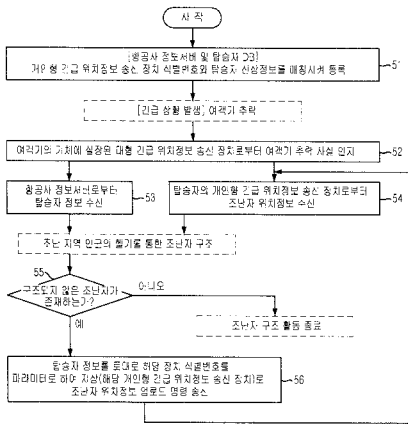 시 작
[항공사 정보서버 및 탑승자 DB]
개인형 긴급 위치정보 송신 장치 식별번호와 탑승자 신상정보를 매칭시켜 등록
51
[긴급 상황 발생] 여객기 추락
여객기의 기체에 실장된 대형 긴급 위치정보 송신 장치로부터 여객기 추락 사실 인지
52
항공사 정보서버로부터
탑승자 정보 수신
53
탑승자의 개인형 긴급 위치정보 송신 장치로부터
조난자 위치정보 수신
54
조난 지역 인근의 헬기를 통한 조난자 구조
55
구조되지 않은 조난자가
존재하는가?
아니오
예
조난자 구조 활동 종료
탑승자 정보를 토대로 해당 장치 식별번호를
파라미터로 하여 지상(해당 개인형 긴급 위치정보 송신 장치)로
조난자 위치정보 업로드 명령 송신
56